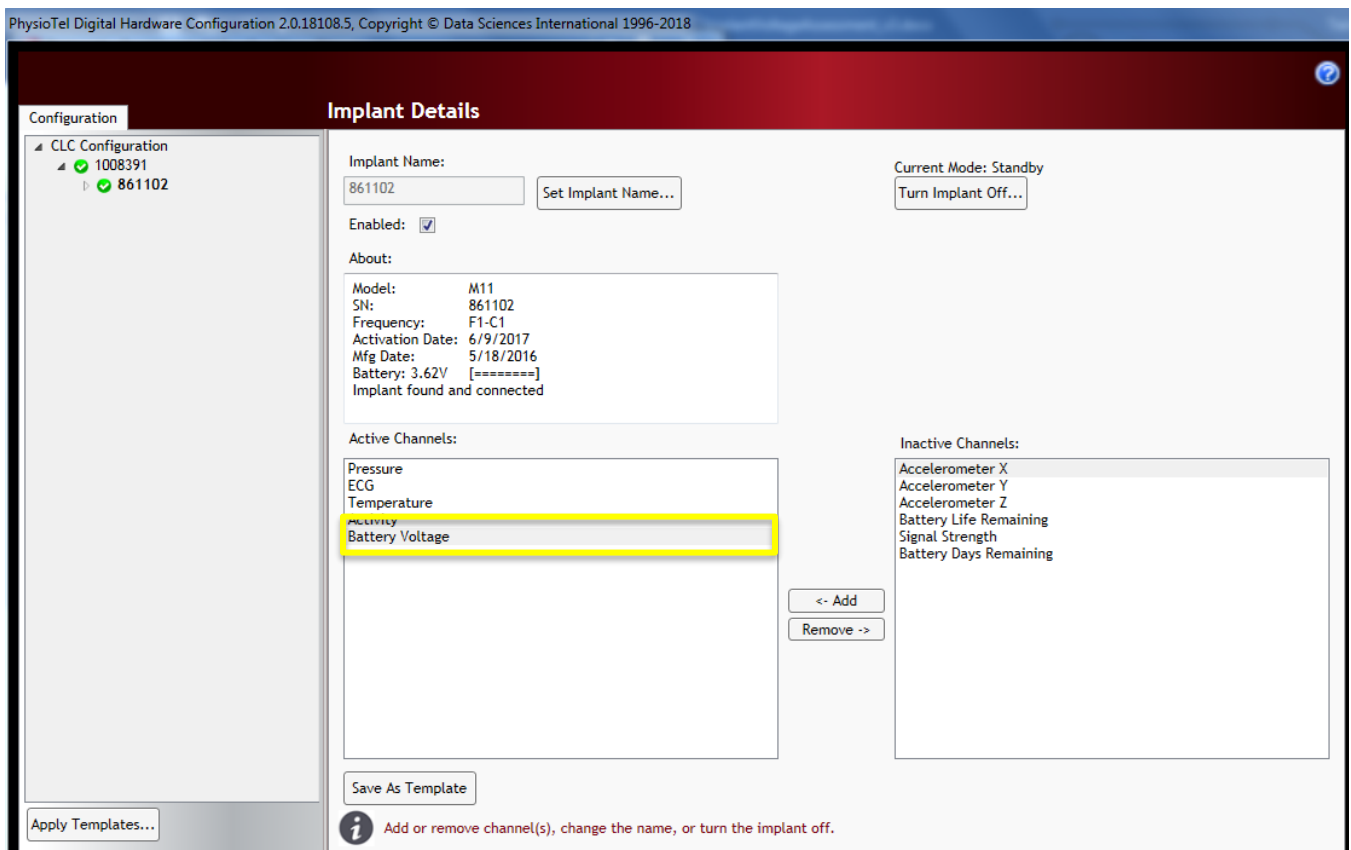 PhysioTel Digital Hardware Configuration 2.0.18108.5, Copyright © Data Sciences International 1996-2018
Configuration
Implant Details
CLC Configuration
1008391
861102
Implant Name:
861102
Set Implant Name...
Current Mode: Standby
Turn Implant Off...
Enabled:
About:
Model: M11
SN: 861102
Frequency: F1-C1
Activation Date: 6/9/2017
Mfg Date: 5/18/2016
Battery: 3.62V [========]
Implant found and connected
Active Channels:
Pressure
ECG
Temperature
Activity
Battery Voltage
<- Add
Remove ->
Inactive Channels:
Accelerometer X
Accelerometer Y
Accelerometer Z
Battery Life Remaining
Signal Strength
Battery Days Remaining
Save As Template
Apply Templates...
Add or remove channel(s), change the name, or turn the implant off.